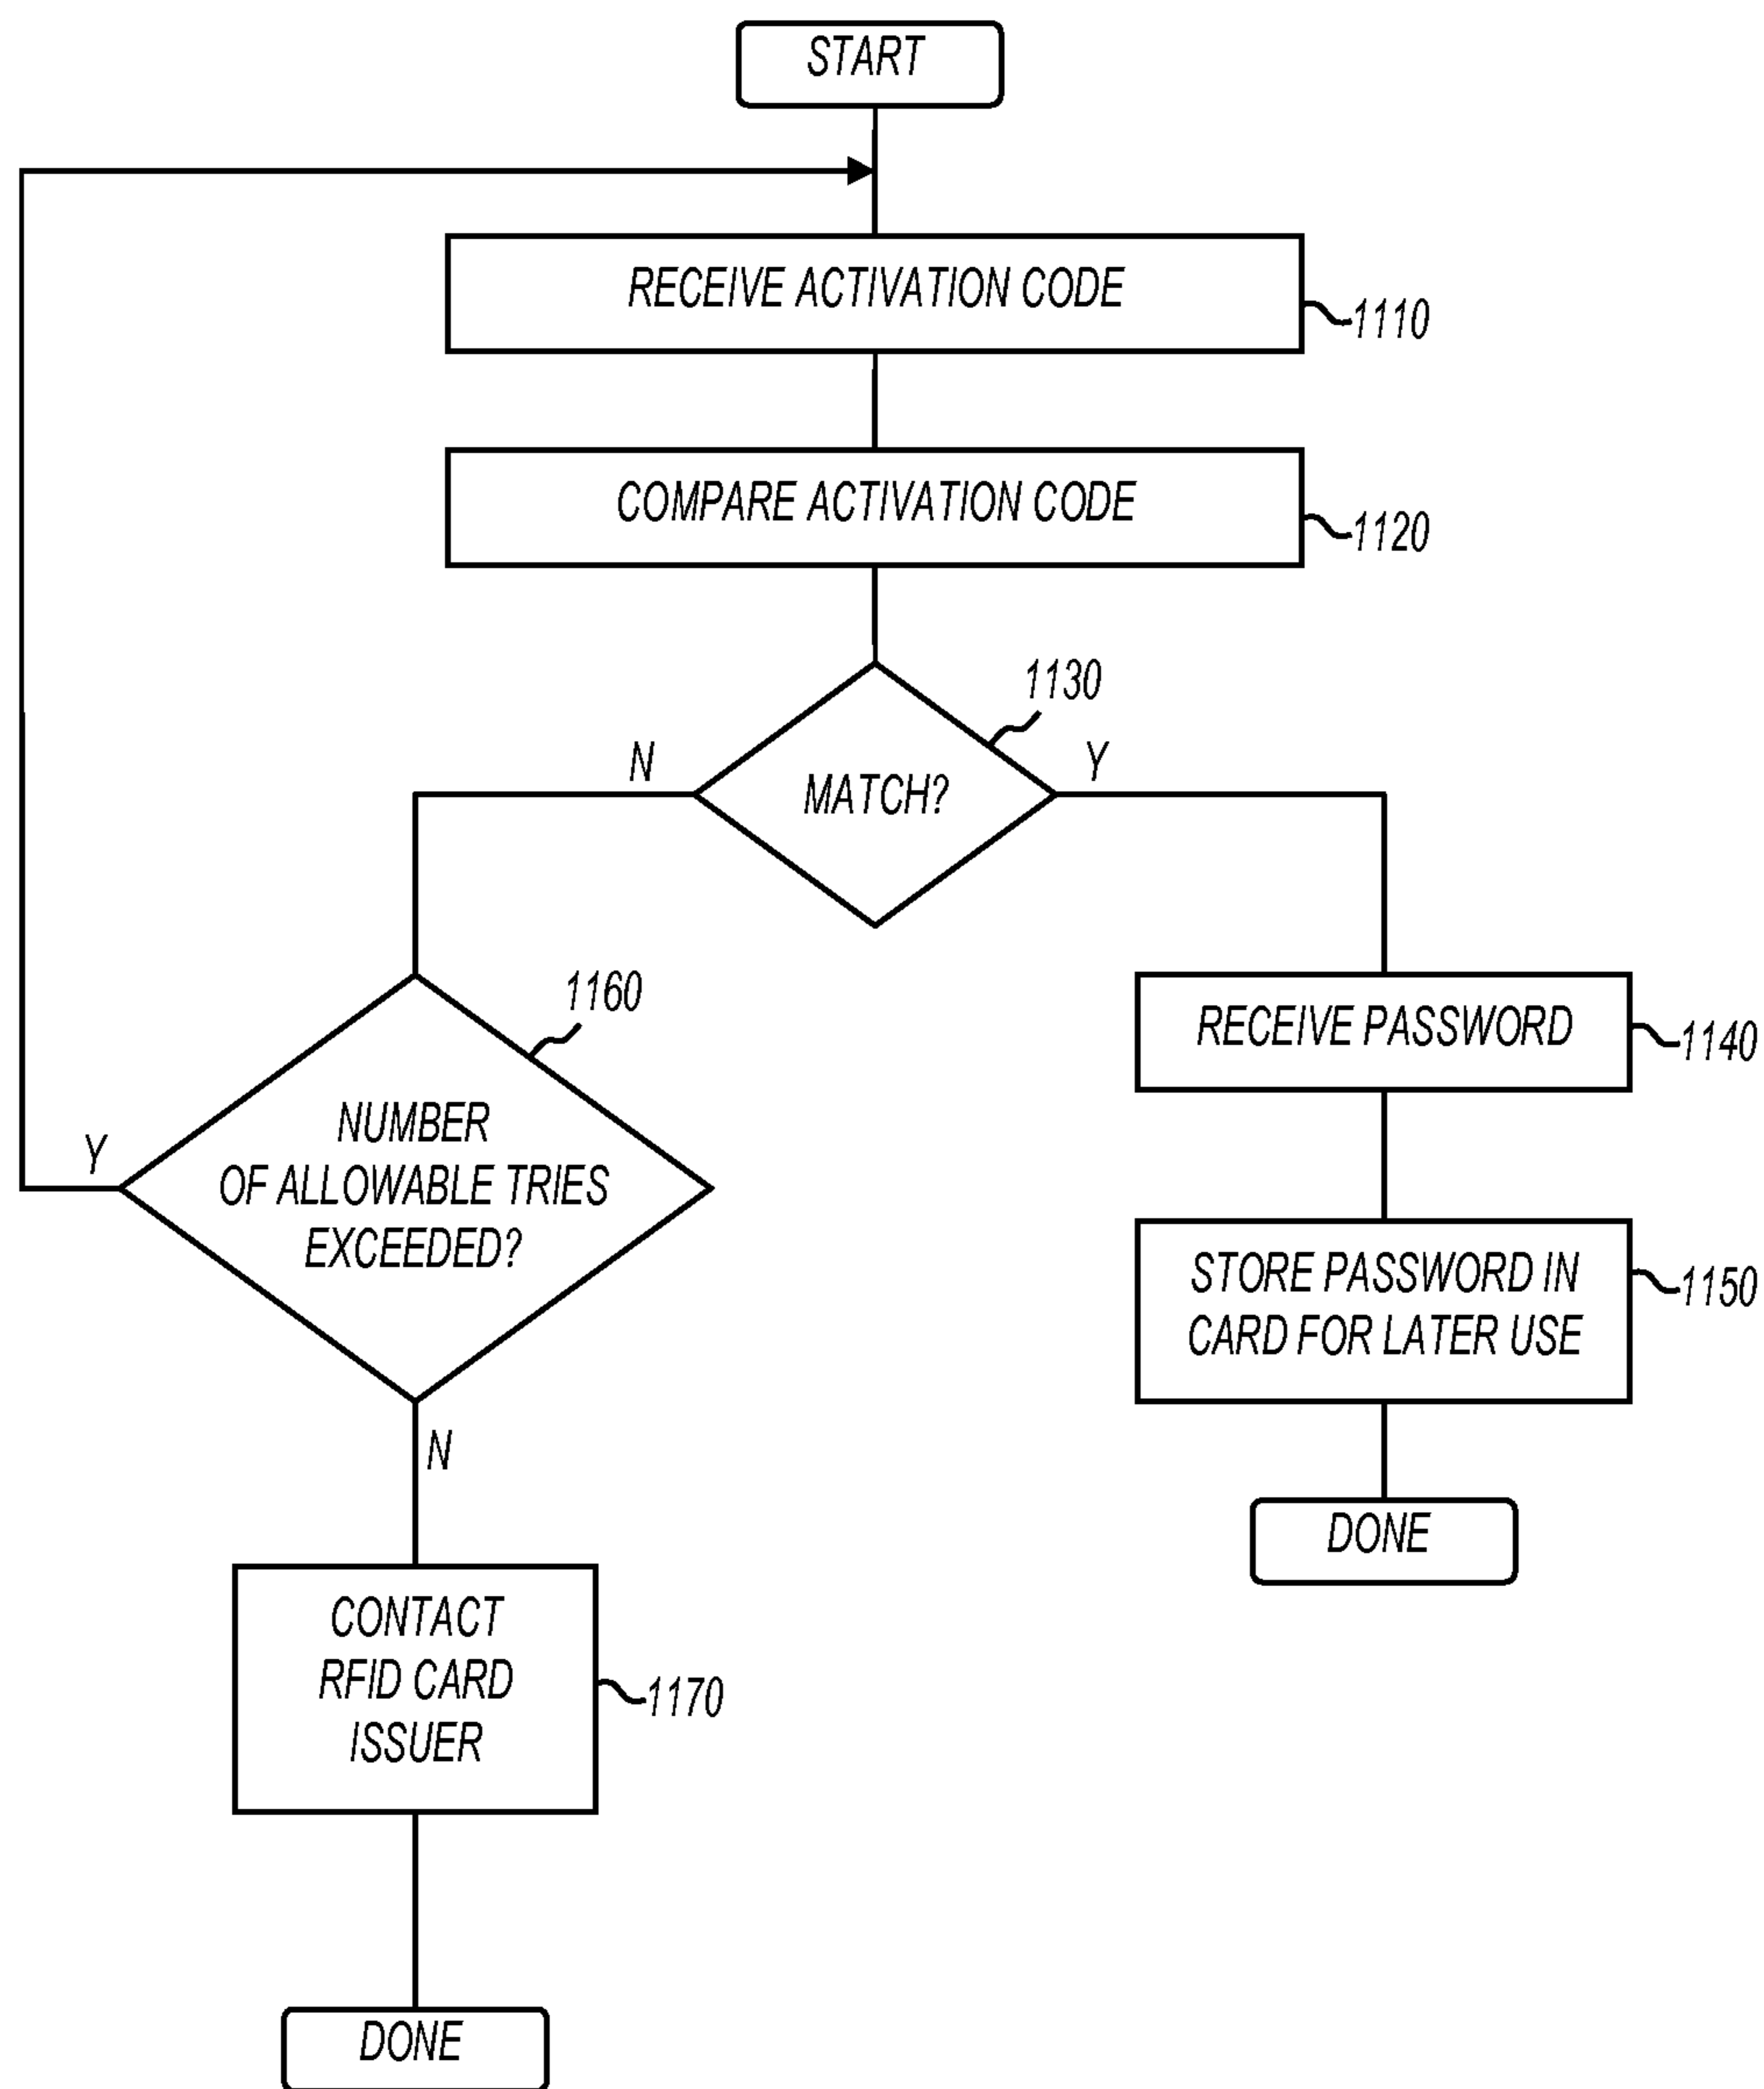 START
RECEIVE ACTIVATION CODE
1110
COMPARE ACTIVATION CODE
1120
1130
N
MATCH?
Y
1160
RECEIVE PASSWORD
1140
NUMBER
OF ALLOWABLE TRIES
EXCEEDED?
Y
STORE PASSWORD IN
CARD FOR LATER USE
1150
N
DONE
CONTACT
RFID CARD
ISSUER
1170
DONE